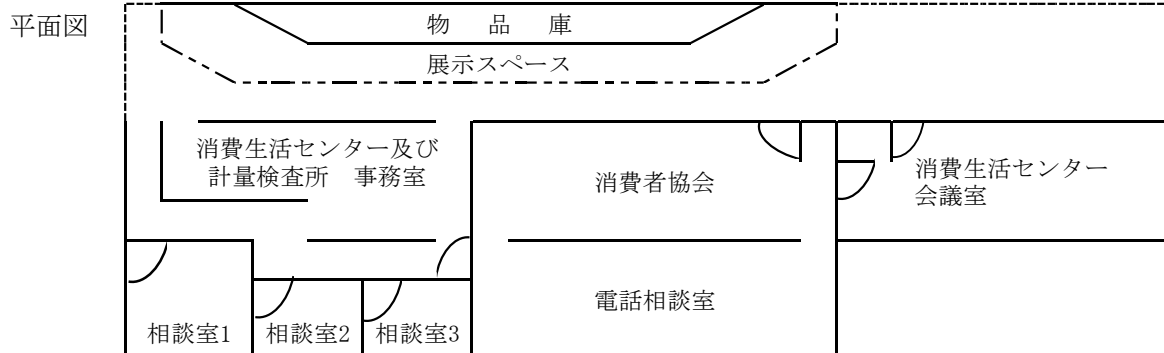 平面図
物 品 庫
展示スペース
消費生活センター及び
計量検査所 事務室
消費者協会
消費生活センター
会議室
電話相談室
相談室1
相談室2
相談室3